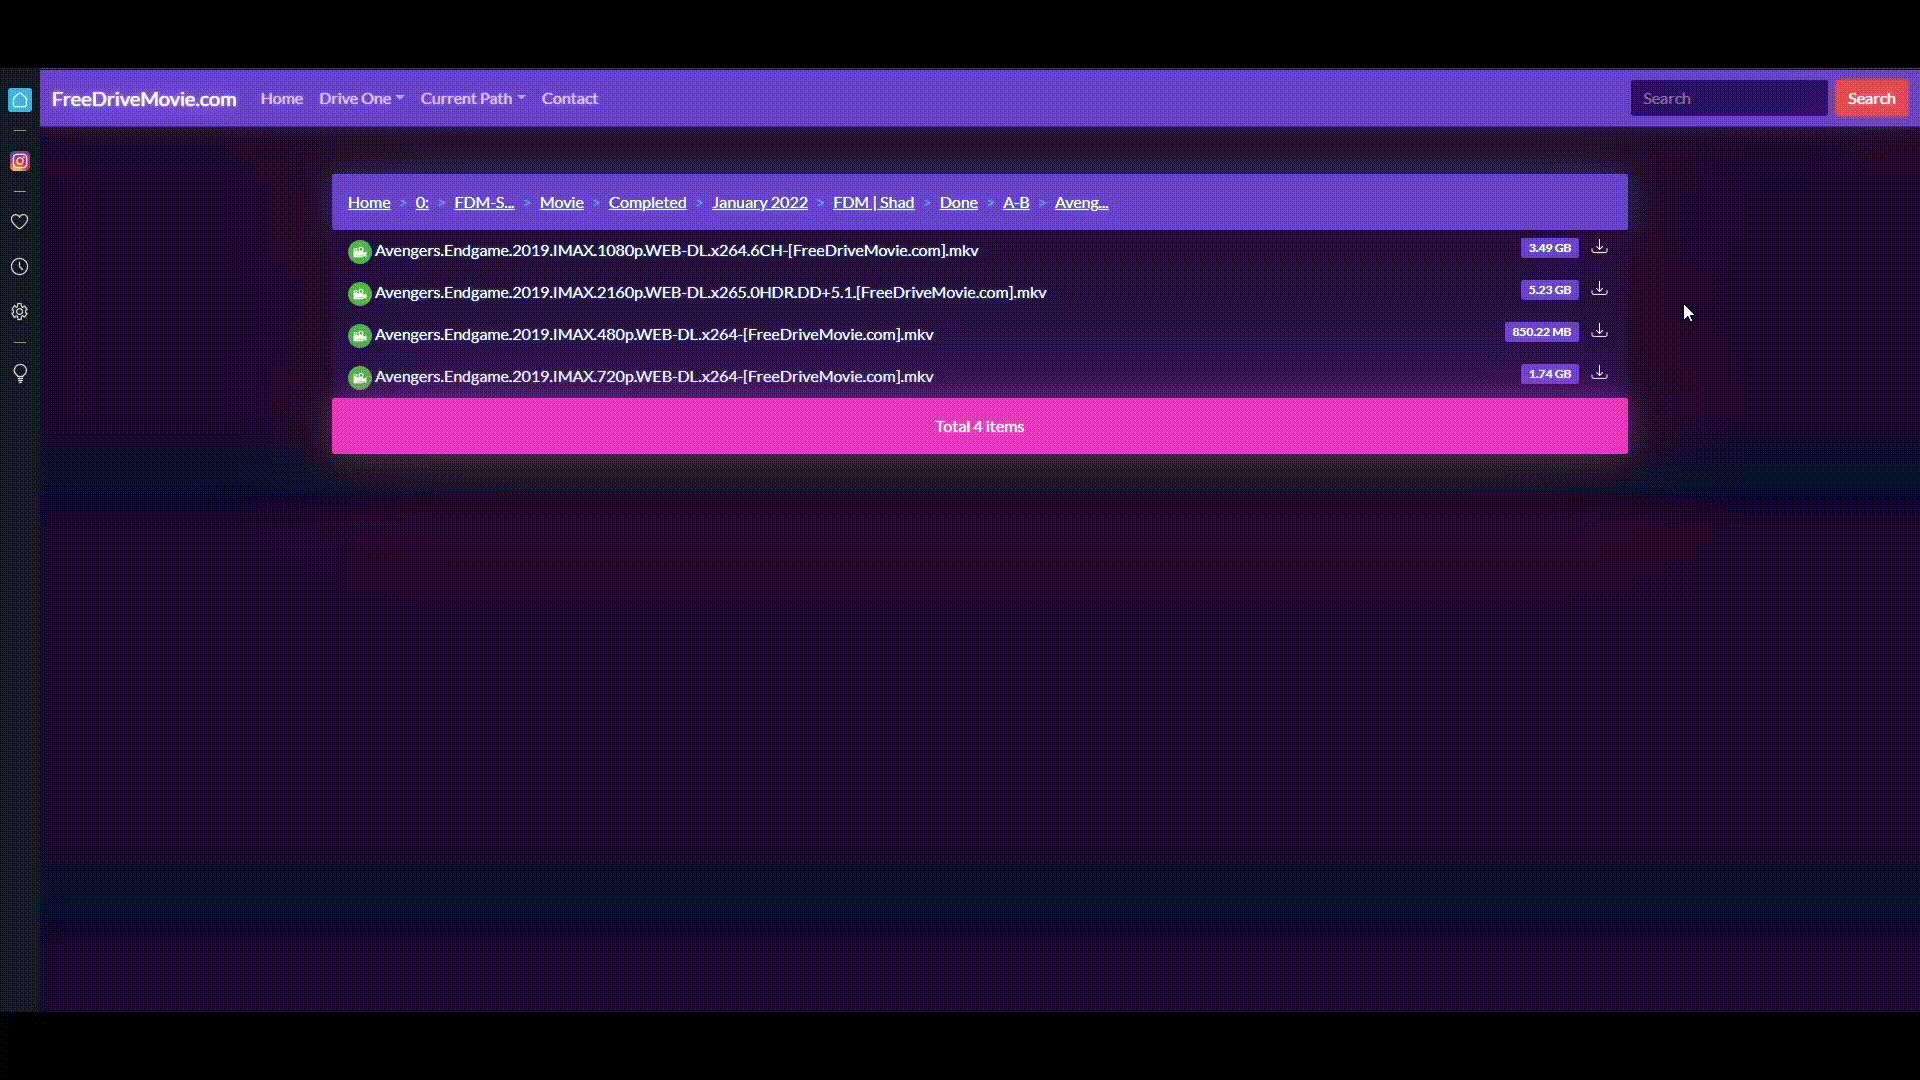 FreeDriveMovie.com Home Drive One Current Path Contact Search Search
Home > 0: > FDM-S... > Movie > Completed > January 2022 > FDM | Shad > Done > A-B > Aveng...
Avengers.Endgame.2019.IMAX.1080p.WEB-DL.x264.6CH-[FreeDriveMovie.com].mkv 3.49 GB
Avengers.Endgame.2019.IMAX.2160p.WEB-DL.x265.0HDR.DD+5.1.[FreeDriveMovie.com].mkv 5.23 GB
Avengers.Endgame.2019.IMAX.480p.WEB-DL.x264-[FreeDriveMovie.com].mkv 850.22 MB
Avengers.Endgame.2019.IMAX.720p.WEB-DL.x264-[FreeDriveMovie.com].mkv 1.74 GB
Total 4 items